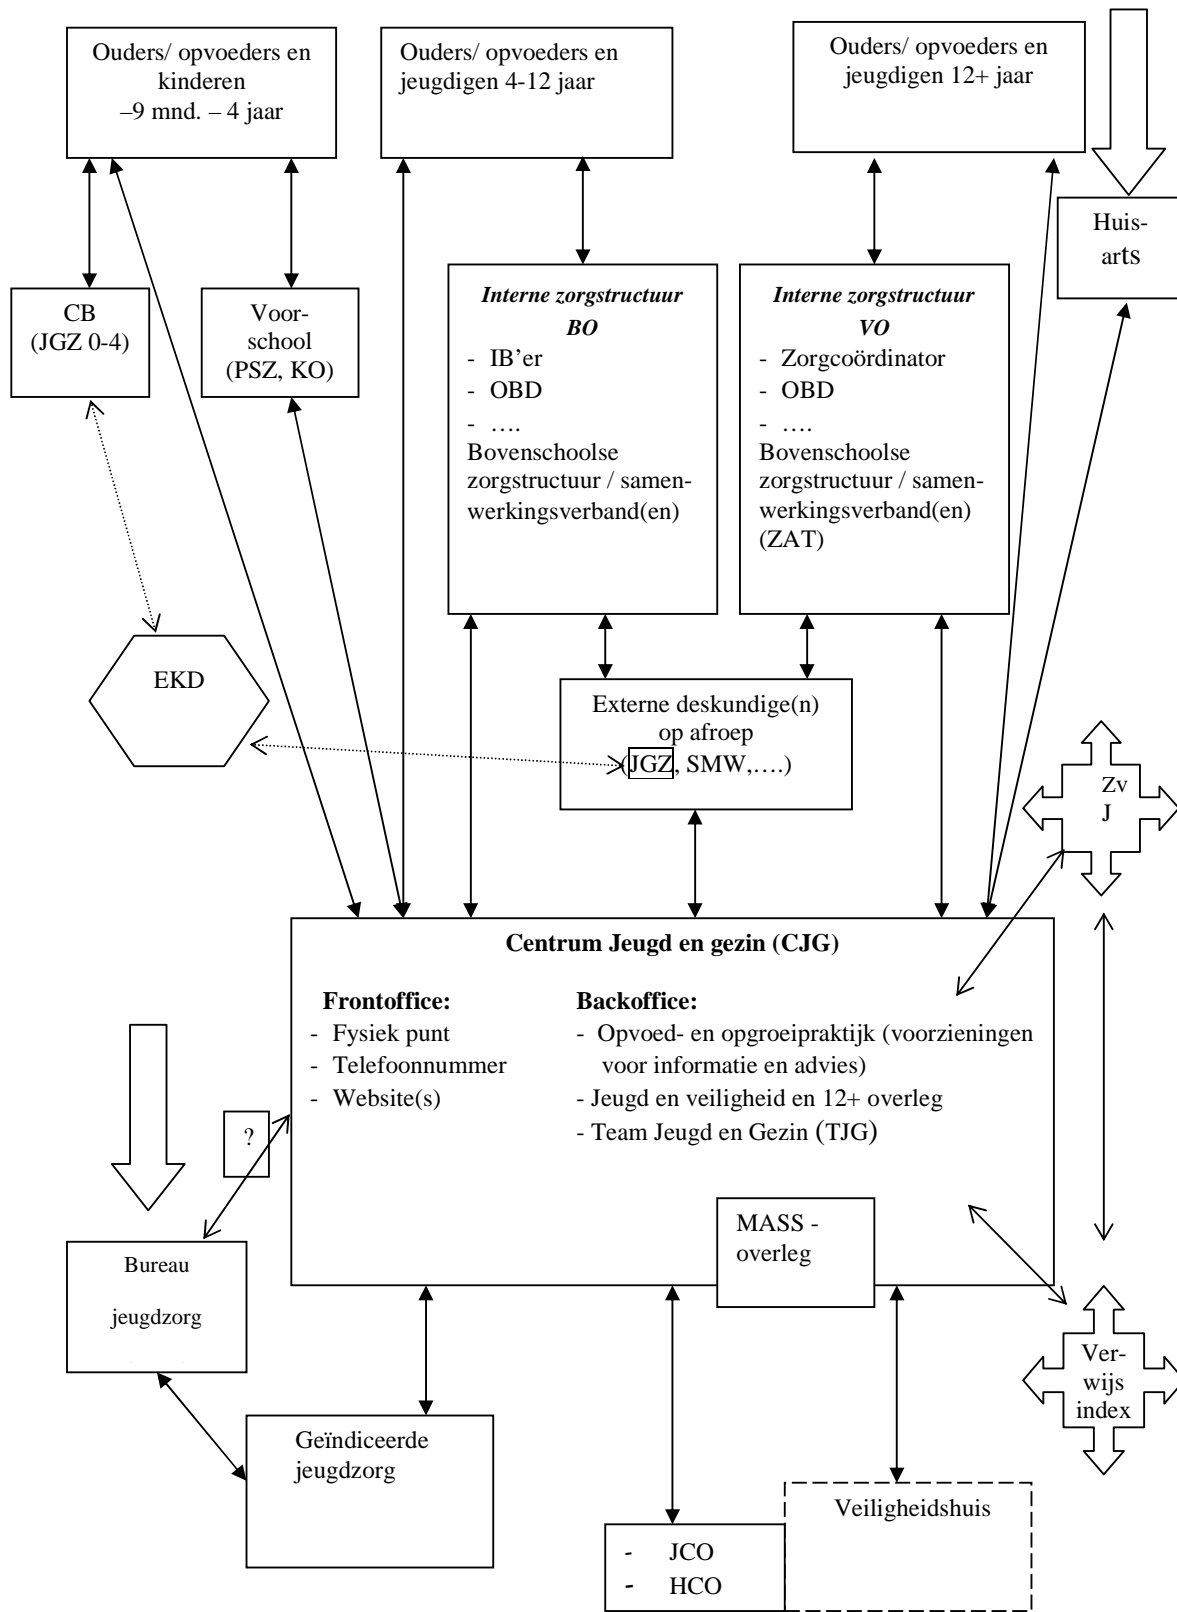 Ouders/ opvoeders en
kinderen
–9 mnd. – 4 jaar
Ouders/ opvoeders en
jeugdigen 4-12 jaar
Ouders/ opvoeders en
jeugdigen 12+ jaar
Huis-
arts
CB
(JGZ 0-4)
Voor-
school
(PSZ, KO)
Interne zorgstructuur
BO
- IB’er
- OBD
- ….
Bovenschoolse
zorgstructuur / samen-
werkingsverband(en)
Interne zorgstructuur
VO
- Zorgcoördinator
- OBD
- ….
Bovenschoolse
zorgstructuur / samen-
werkingsverband(en)
(ZAT)
EKD
Externe deskundige(n)
op afroep
(JGZ, SMW,….)
Zv
J
Centrum Jeugd en gezin (CJG)
Frontoffice:
- Fysiek punt
- Telefoonnummer
- Website(s)
Backoffice:
- Opvoed- en opgroeipraktijk (voorzieningen
voor informatie en advies)
- Jeugd en veiligheid en 12+ overleg
- Team Jeugd en Gezin (TJG)
?
MASS -
overleg
Bureau
jeugdzorg
Ver-
wijs
index
Geïndiceerde
jeugdzorg
Veiligheidshuis
- JCO
- HCO